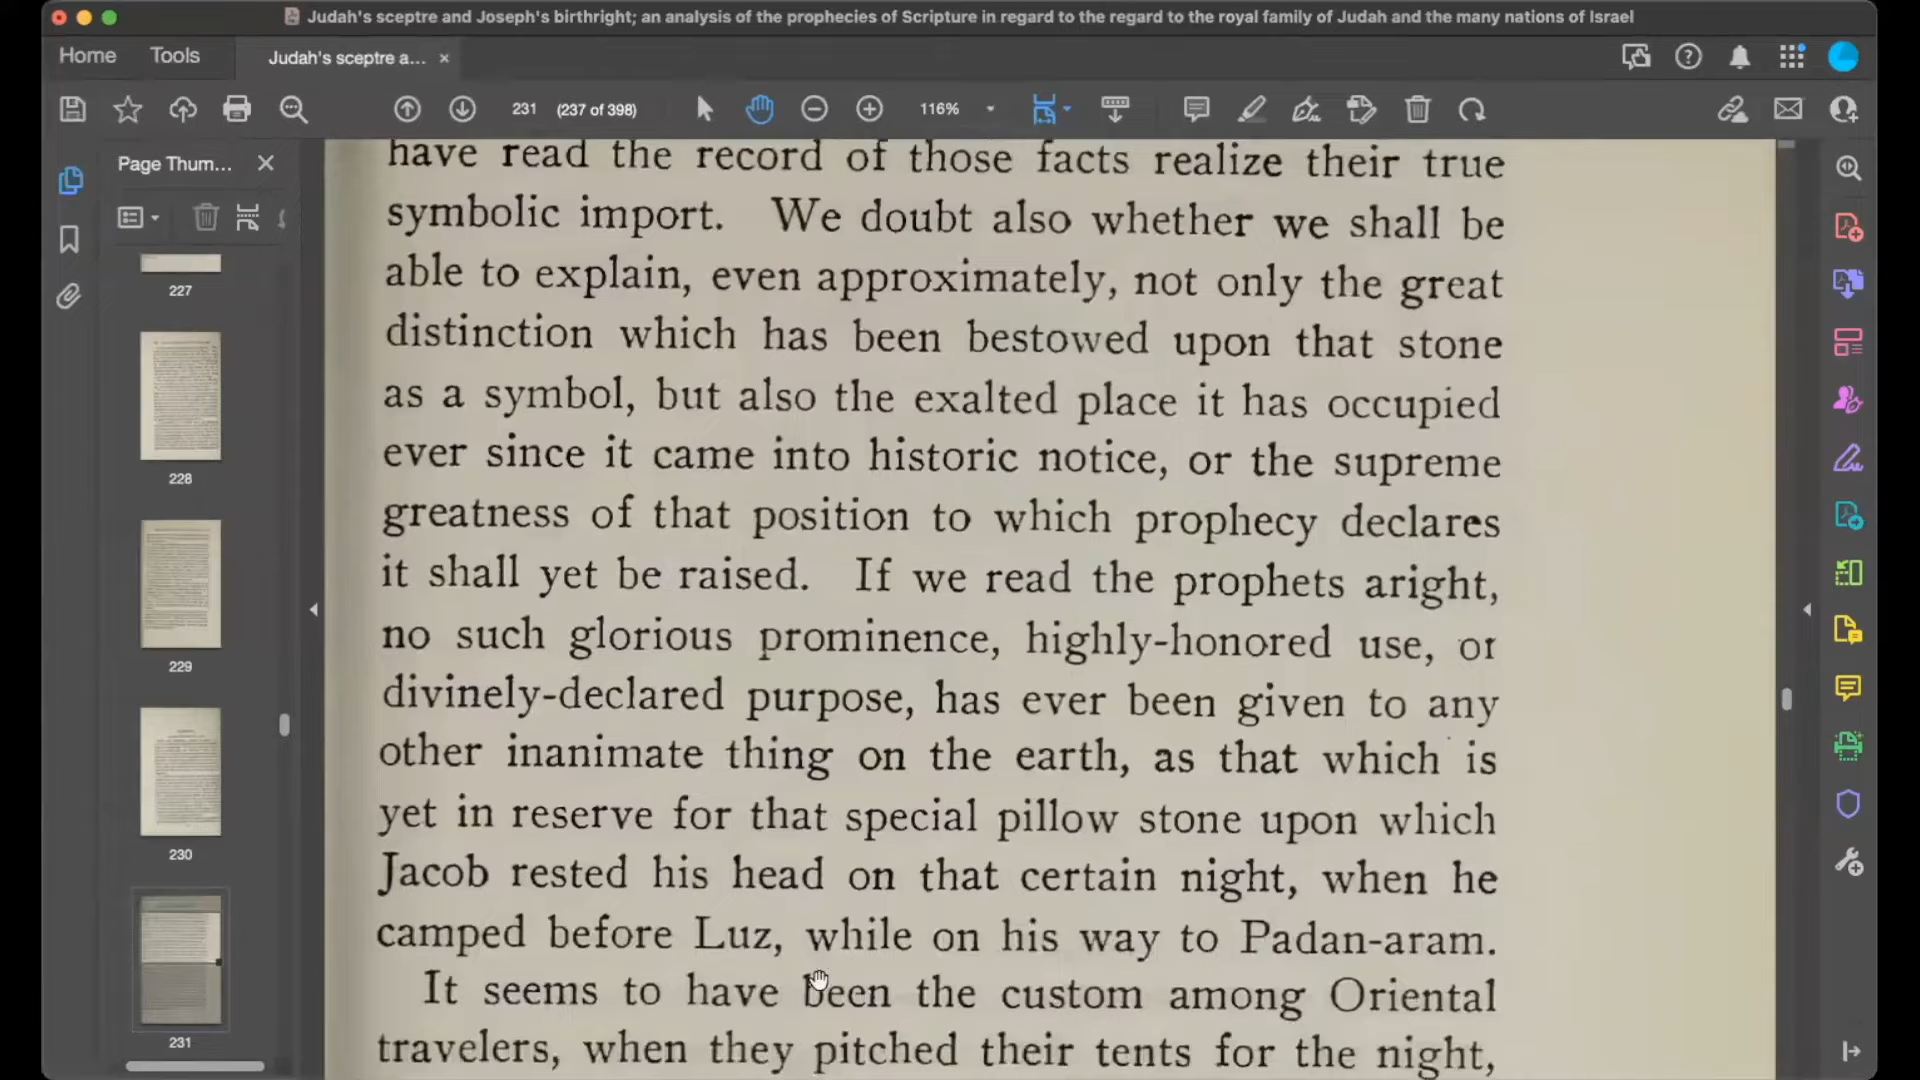 Judah's sceptre and Joseph's birthright; an analysis of the prophecies of Scripture in regard to the regard to the royal family of Judah and the many nations of Israel
Home
Tools
Judah's sceptre a...
231
(237 of 398)
116%
Page Thum...
227
228
229
230
231
have read the record of those facts realize their true
symbolic import. We doubt also whether we shall be
able to explain, even approximately, not only the great
distinction which has been bestowed upon that stone
as a symbol, but also the exalted place it has occupied
ever since it came into historic notice, or the supreme
greatness of that position to which prophecy declares
it shall yet be raised. If we read the prophets aright,
no such glorious prominence, highly-honored use, or
divinely-declared purpose, has ever been given to any
other inanimate thing on the earth, as that which is
yet in reserve for that special pillow stone upon which
Jacob rested his head on that certain night, when he
camped before Luz, while on his way to Padan-aram.
It seems to have been the custom among Oriental
travelers, when they pitched their tents for the night,